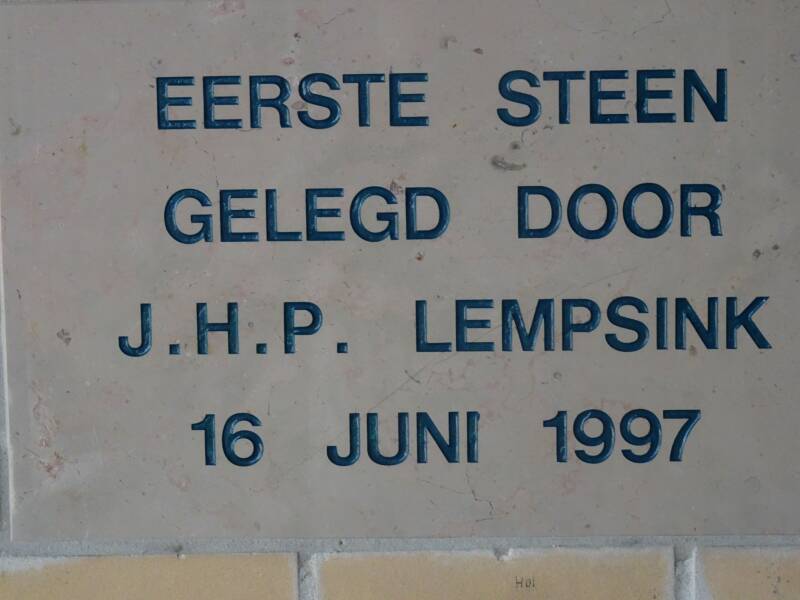 EERSTE STEEN
GELEGD DOOR
J.H.P. LEMPSINK
16 JUNI 1997